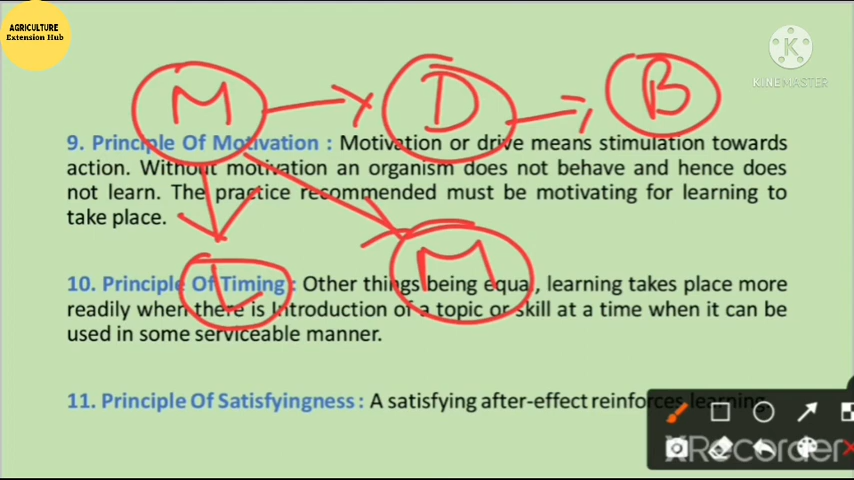 AGRICULTURE
Extension Hub
KINEMASTER
M D B
9. Principle Of Motivation : Motivation or drive means stimulation towards
action. Without motivation an organism does not behave and hence does
not learn. The practice recommended must be motivating for learning to
take place.
L M
10. Principle Of Timing : Other things being equal, learning takes place more
readily when there is Introduction of a topic or skill at a time when it can be
used in some serviceable manner.
11. Principle Of Satisfyingness : A satisfying after-effect reinforces learning.
XRecorder